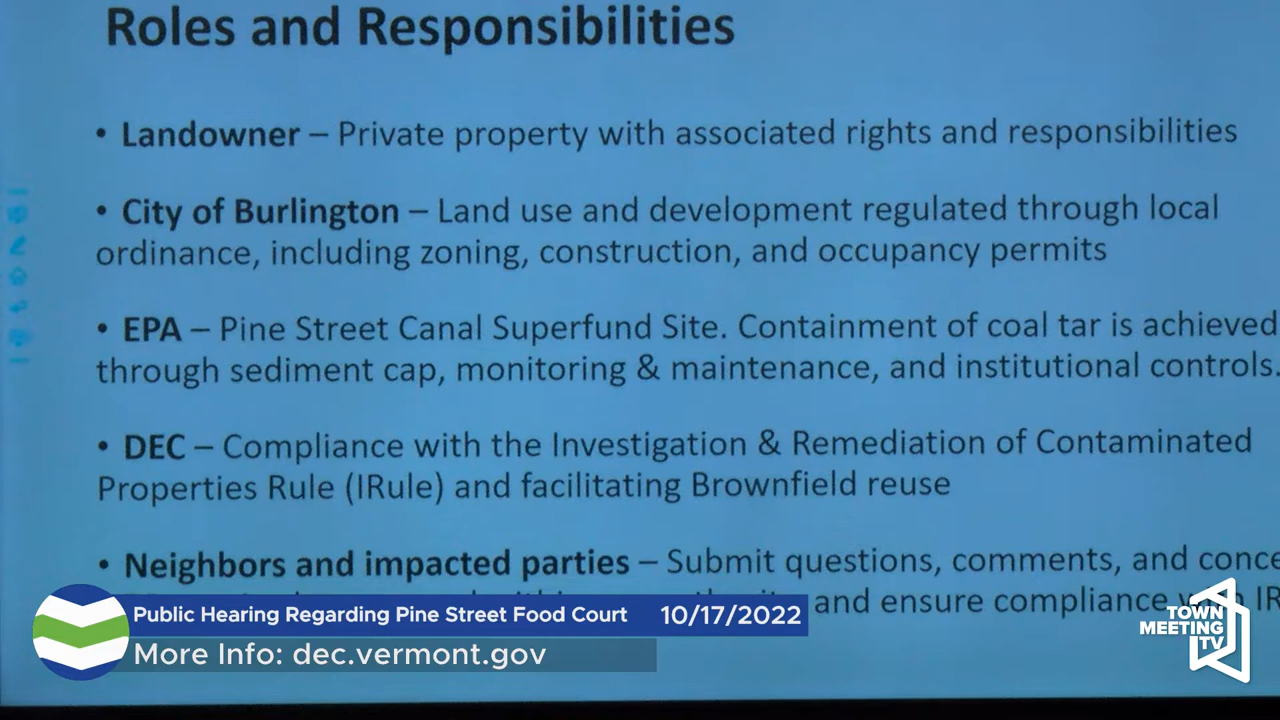 Roles and Responsibilities
• Landowner – Private property with associated rights and responsibilities
• City of Burlington – Land use and development regulated through local
ordinance, including zoning, construction, and occupancy permits
• EPA – Pine Street Canal Superfund Site. Containment of coal tar is achieved
through sediment cap, monitoring & maintenance, and institutional controls.
• DEC – Compliance with the Investigation & Remediation of Contaminated
Properties Rule (IRule) and facilitating Brownfield reuse
• Neighbors and impacted parties – Submit questions, comments, and conce
and ensure compliance IR
Public Hearing Regarding Pine Street Food Court 10/17/2022
More Info: dec.vermont.gov
TOWN
MEETING
TV